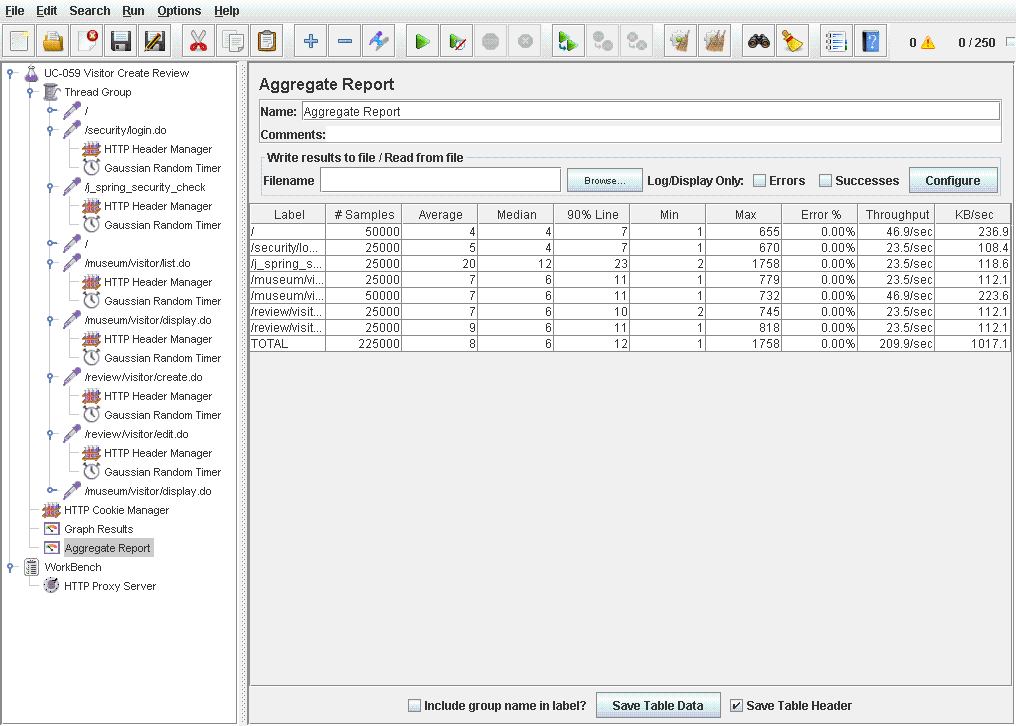 File Edit Search Run Options Help
0 0 / 250
UC-059 Visitor Create Review
Thread Group
/
/security/login.do
HTTP Header Manager
Gaussian Random Timer
/j_spring_security_check
HTTP Header Manager
Gaussian Random Timer
/
/museum/visitor/list.do
HTTP Header Manager
Gaussian Random Timer
/museum/visitor/display.do
HTTP Header Manager
Gaussian Random Timer
/review/visitor/create.do
HTTP Header Manager
Gaussian Random Timer
/review/visitor/edit.do
HTTP Header Manager
Gaussian Random Timer
/museum/visitor/display.do
HTTP Cookie Manager
Graph Results
Aggregate Report
WorkBench
HTTP Proxy Server
Aggregate Report
Name: Aggregate Report
Comments:
Write results to file / Read from file
Filename Browse... Log/Display Only: Errors Successes Configure
Label # Samples Average Median 90% Line Min Max Error % Throughput KB/sec
/ 50000 4 4 7 1 655 0.00% 46.9/sec 236.9
/security/lo... 25000 5 4 7 1 670 0.00% 23.5/sec 108.4
/j_spring_s... 25000 20 12 23 2 1758 0.00% 23.5/sec 118.6
/museum/vi... 25000 7 6 11 1 779 0.00% 23.5/sec 112.1
/museum/vi... 50000 7 6 11 1 732 0.00% 46.9/sec 223.6
/review/visit... 25000 7 6 10 2 745 0.00% 23.5/sec 112.1
/review/visit... 25000 9 6 11 1 818 0.00% 23.5/sec 112.1
TOTAL 225000 8 6 12 1 1758 0.00% 209.9/sec 1017.1
Include group name in label? Save Table Data Save Table Header